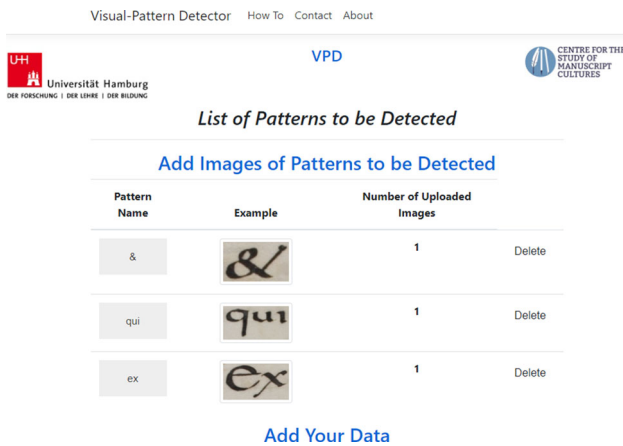 Visual-Pattern Detector How To Contact About
UH
Universität Hamburg
DER FORSCHUNG | DER LEHRE | DER BILDUNG
VPD
CENTRE FOR THE
STUDY OF
MANUSCRIPT
CULTURES
List of Patterns to be Detected
Add Images of Patterns to be Detected
Pattern Name Example Number of Uploaded Images
& & 1 Delete
qui qui 1 Delete
ex ex 1 Delete
Add Your Data